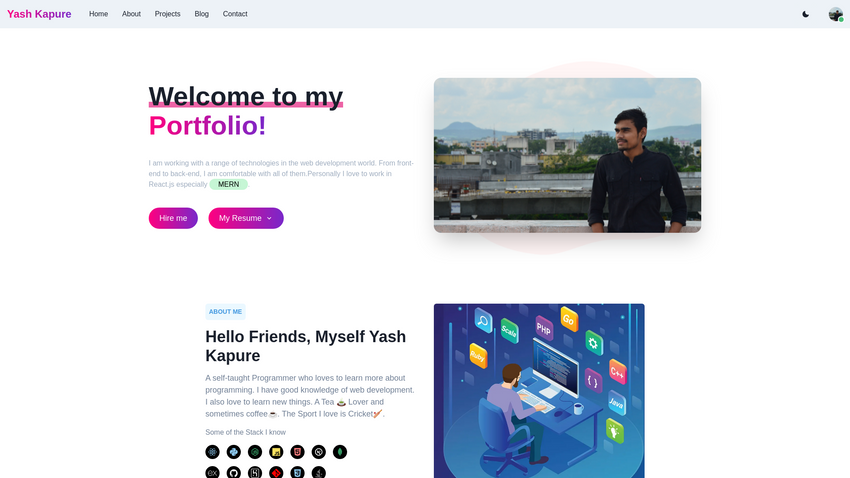 Yash Kapure
Home About Projects Blog Contact
Welcome to my
Portfolio!
I am working with a range of technologies in the web development world. From front-
end to back-end, I am comfortable with all of them.Personally I love to work in
React.js especially MERN.
Hire me
My Resume
ABOUT ME
Hello Friends, Myself Yash
Kapure
A self-taught Programmer who loves to learn more about
programming. I have good knowledge of web development.
I also love to learn new things. A Tea 🍵 Lover and
sometimes coffee☕. The Sport I love is Cricket🏏.
Some of the Stack I know
JS
EX
Go
PHP
Scale
Ruby
C++
Java